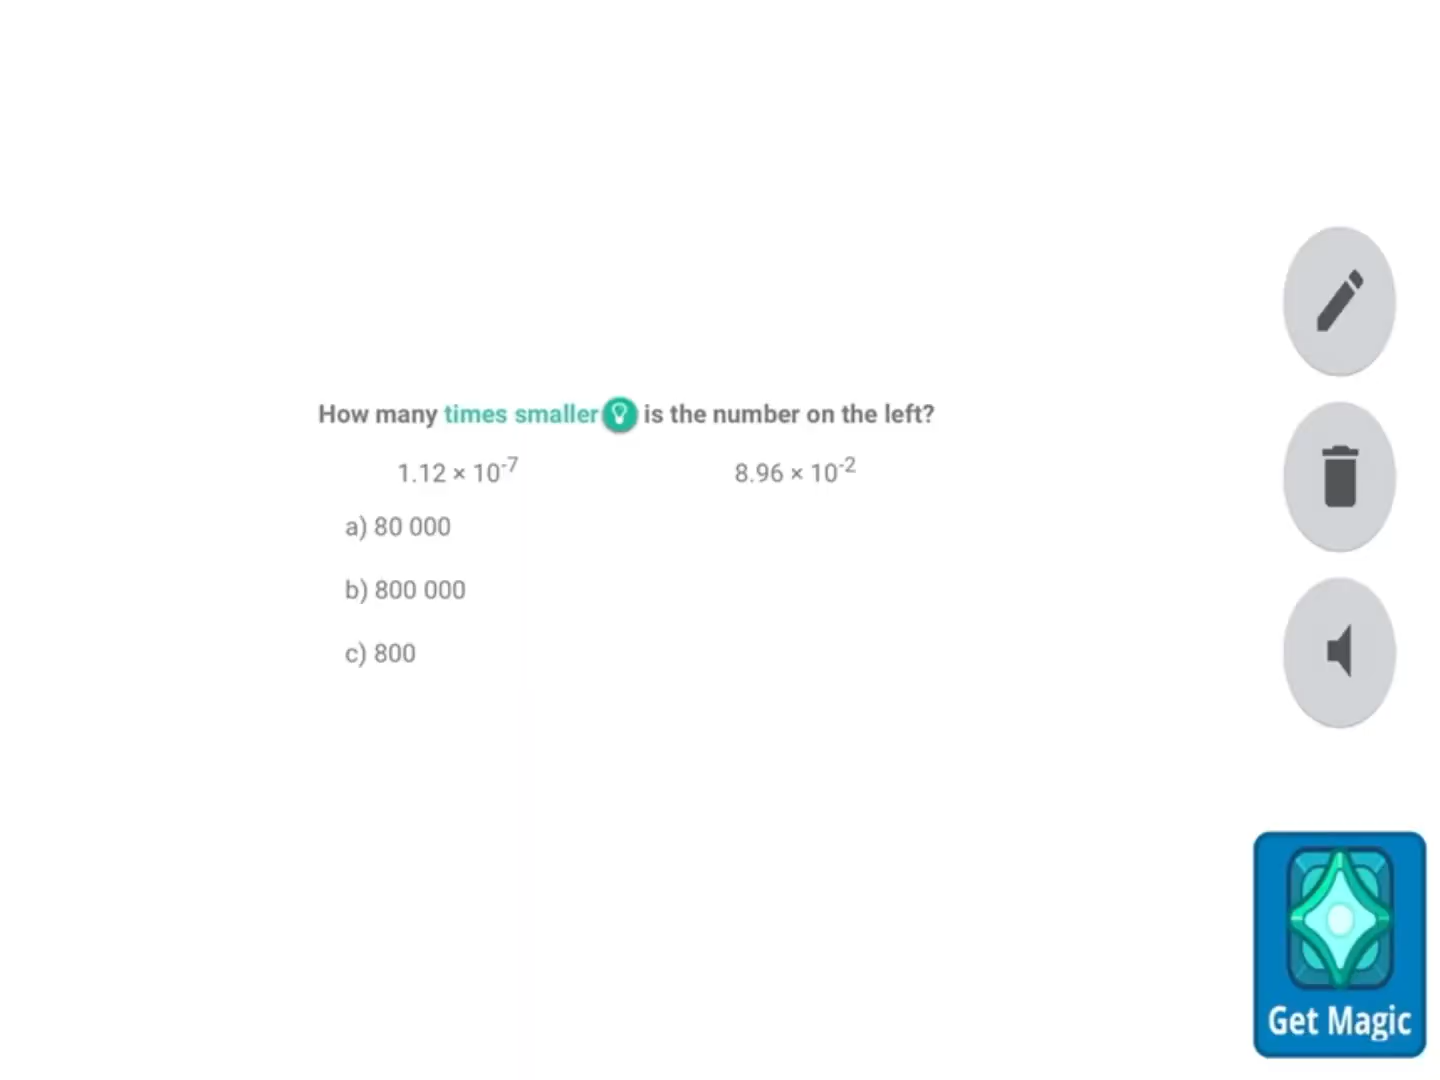 How many times smaller is the number on the left?
1.12 × 10⁻⁷ 8.96 × 10⁻²
a) 80 000
b) 800 000
c) 800
Get Magic